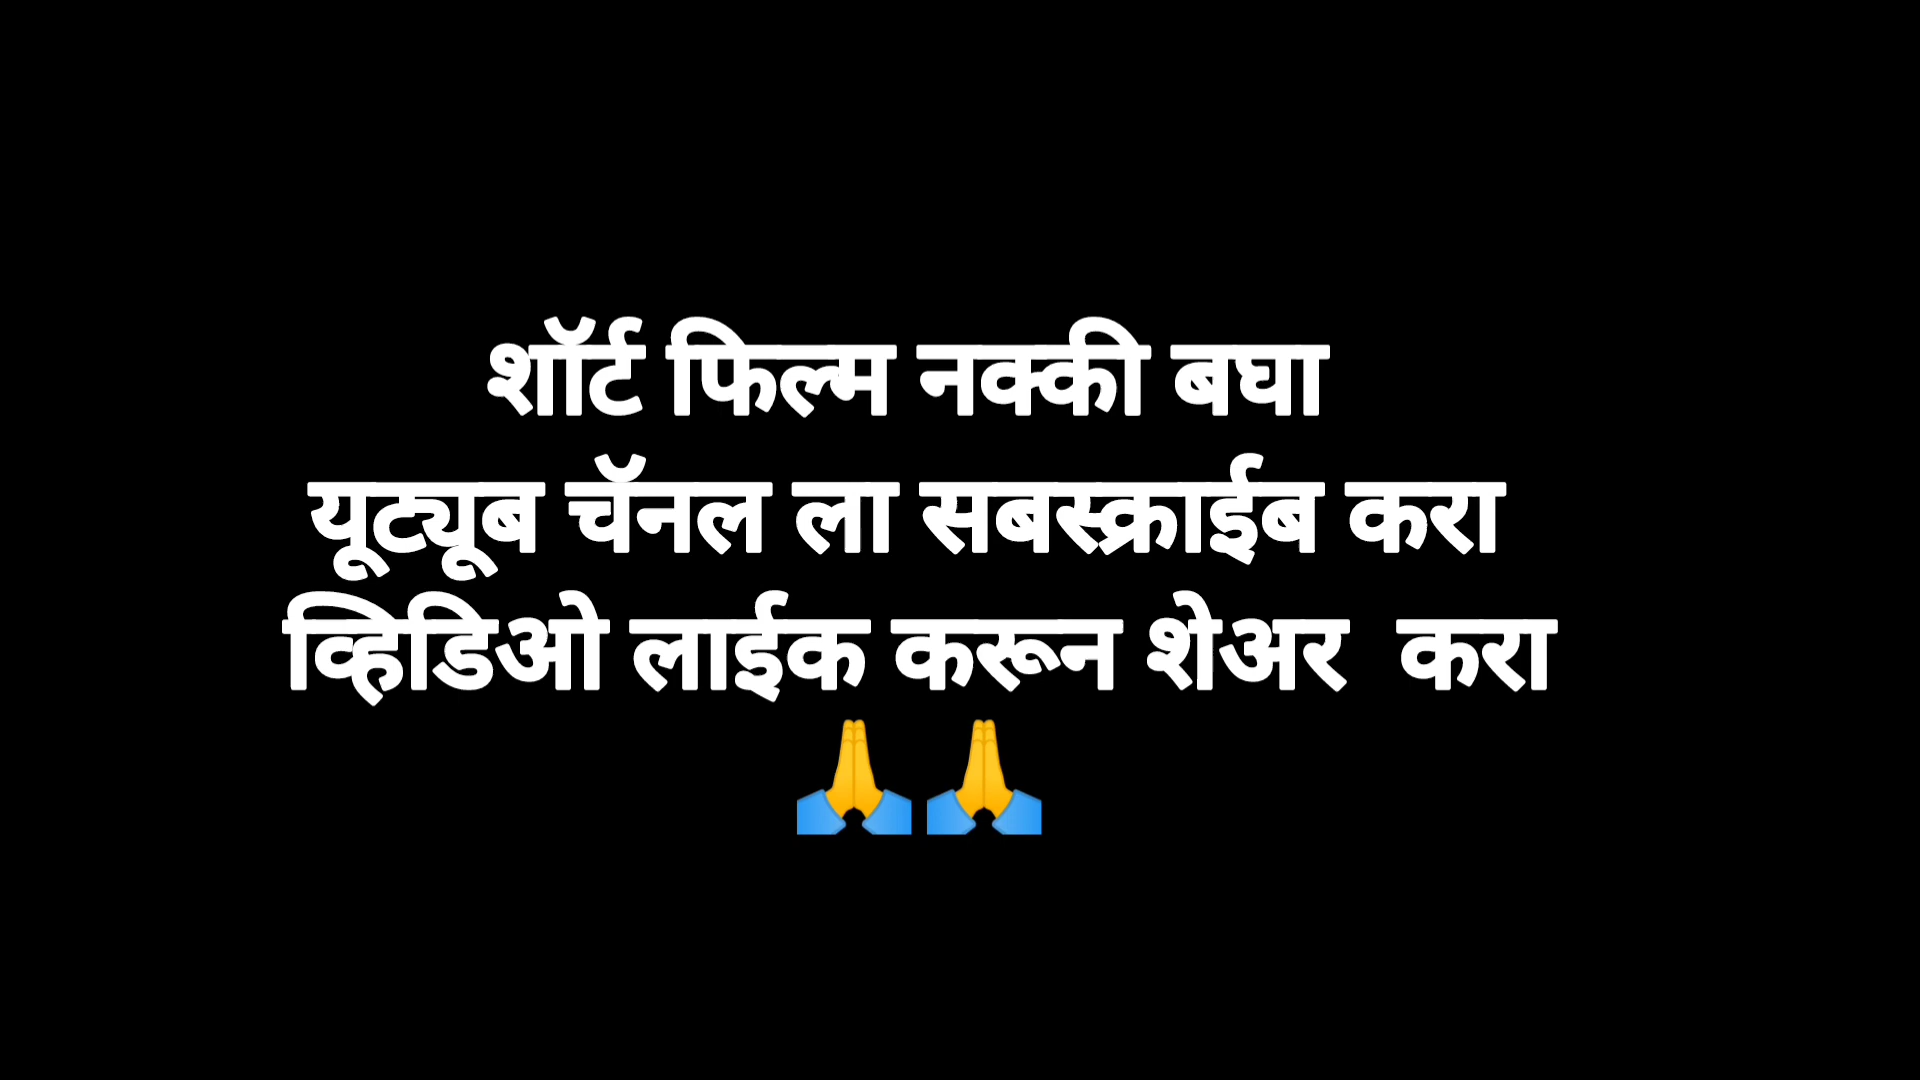 शॉर्ट फिल्म नक्की बघा
यूट्यूब चॅनल ला सबस्क्राईब करा
व्हिडिओ लाईक करून शेअर  करा
🙏🙏